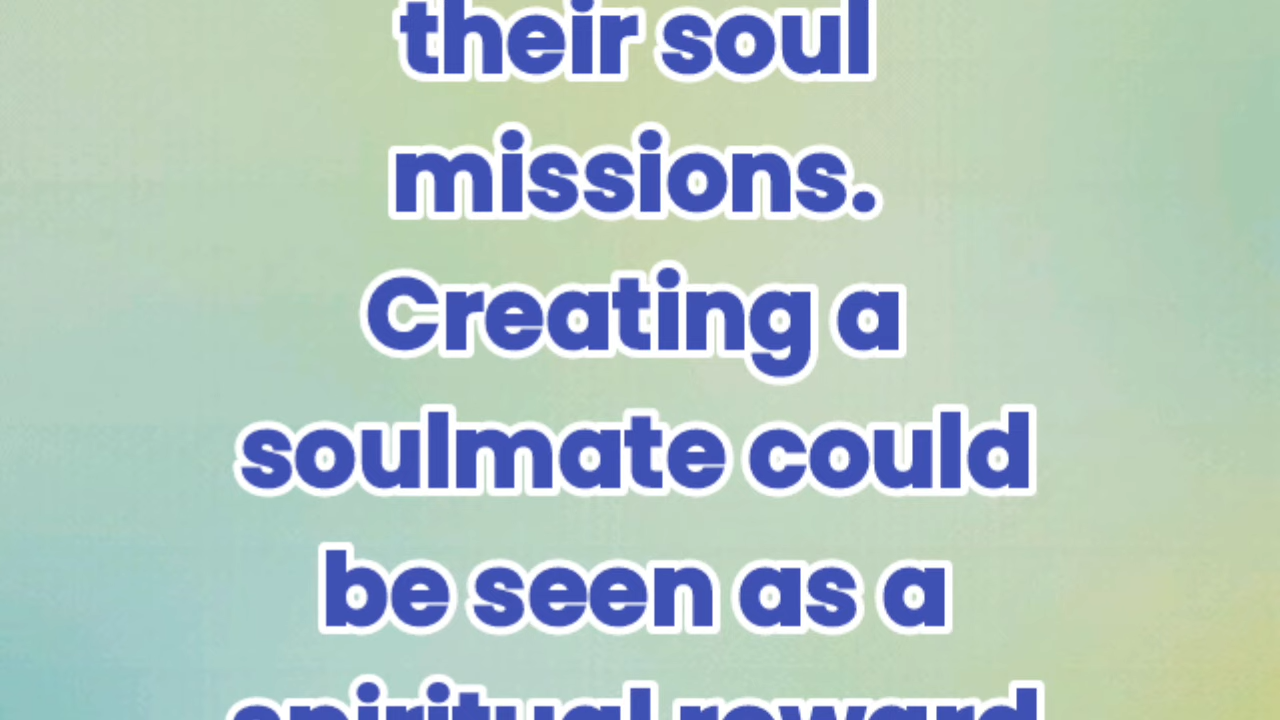 their soul
missions.
Creating a
soulmate could
be seen as a
spiritual reward